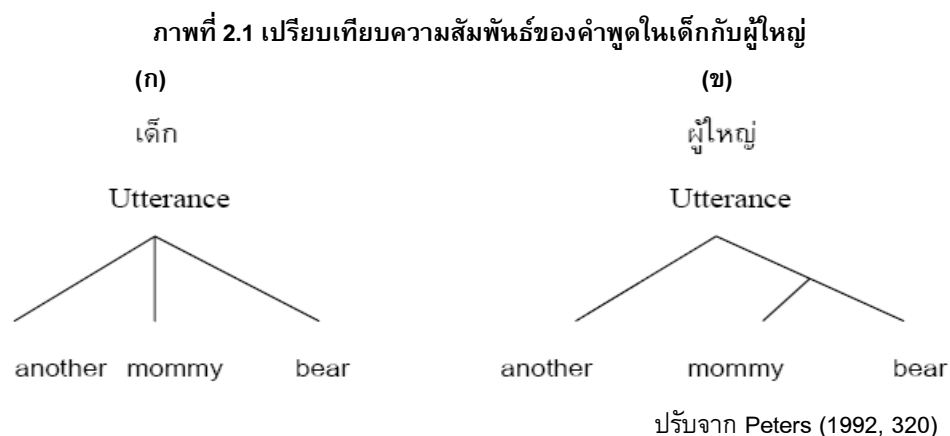 ภาพที่ 2.1 เปรียบเทียบความสัมพันธ์ของคำพูดในเด็กกับผู้ใหญ่
(ก) (ข)
เด็ก ผู้ใหญ่
Utterance Utterance
another mommy bear another mommy bear
ปรับจาก Peters (1992, 320)